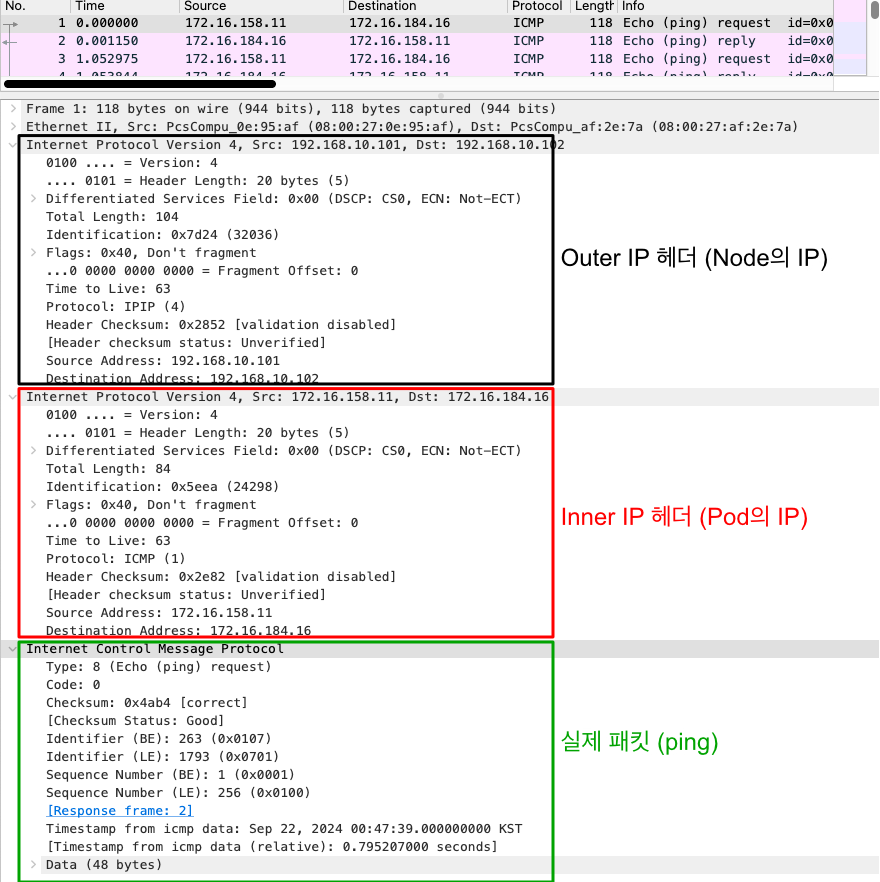 No. Time Source Destination Protocol Length Info
1 0.000000 172.16.158.11 172.16.184.16 ICMP 118 Echo (ping) request id=0x0
2 0.001150 172.16.184.16 172.16.158.11 ICMP 118 Echo (ping) reply id=0x0
3 1.052975 172.16.158.11 172.16.184.16 ICMP 118 Echo (ping) request id=0x0
4 1.053844 172.16.184.16 172.16.158.11 ICMP 118 Echo (ping) reply id=0x0
Frame 1: 118 bytes on wire (944 bits), 118 bytes captured (944 bits)
Ethernet II, Src: PcsCompu_0e:95:af (08:00:27:0e:95:af), Dst: PcsCompu_af:2e:7a (08:00:27:af:2e:7a)
Internet Protocol Version 4, Src: 192.168.10.101, Dst: 192.168.10.102
0100 .... = Version: 4
.... 0101 = Header Length: 20 bytes (5)
Differentiated Services Field: 0x00 (DSCP: CS0, ECN: Not-ECT)
Total Length: 104
Identification: 0x7d24 (32036)
Flags: 0x40, Don't fragment
...0 0000 0000 0000 = Fragment Offset: 0
Time to Live: 63
Protocol: IPIP (4)
Header Checksum: 0x2852 [validation disabled]
[Header checksum status: Unverified]
Source Address: 192.168.10.101
Destination Address: 192.168.10.102
Outer IP 헤더 (Node의 IP)
Internet Protocol Version 4, Src: 172.16.158.11, Dst: 172.16.184.16
0100 .... = Version: 4
.... 0101 = Header Length: 20 bytes (5)
Differentiated Services Field: 0x00 (DSCP: CS0, ECN: Not-ECT)
Total Length: 84
Identification: 0x5eea (24298)
Flags: 0x40, Don't fragment
...0 0000 0000 0000 = Fragment Offset: 0
Time to Live: 63
Protocol: ICMP (1)
Header Checksum: 0x2e82 [validation disabled]
[Header checksum status: Unverified]
Source Address: 172.16.158.11
Destination Address: 172.16.184.16
Inner IP 헤더 (Pod의 IP)
Internet Control Message Protocol
Type: 8 (Echo (ping) request)
Code: 0
Checksum: 0x4ab4 [correct]
[Checksum Status: Good]
Identifier (BE): 263 (0x0107)
Identifier (LE): 1793 (0x0701)
Sequence Number (BE): 1 (0x0001)
Sequence Number (LE): 256 (0x0100)
[Response frame: 2]
Timestamp from icmp data: Sep 22, 2024 00:47:39.000000000 KST
[Timestamp from icmp data (relative): 0.795207000 seconds]
Data (48 bytes)
실제 패킷 (ping)